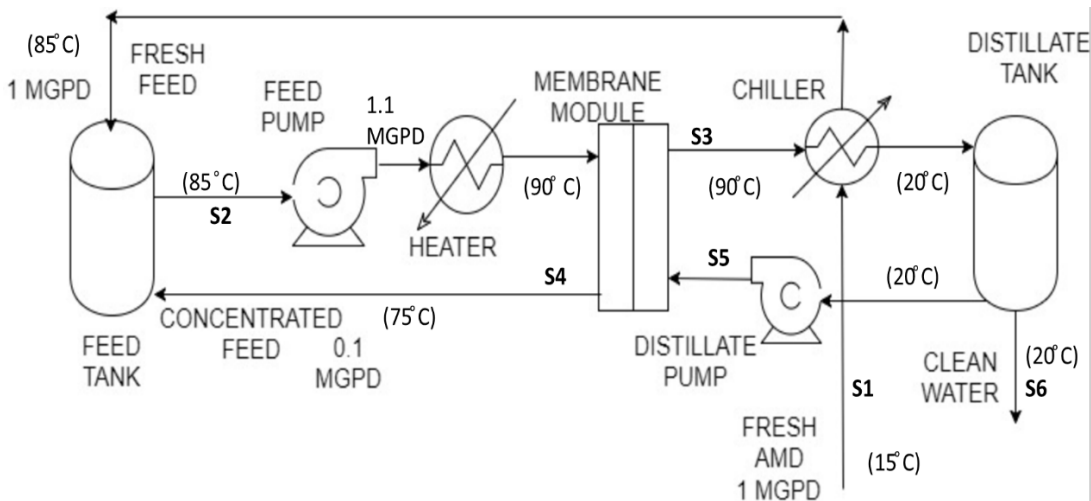 (85°C)
1 MGPD
FRESH
FEED
FEED
PUMP
1.1
MGPD
MEMBRANE
MODULE
CHILLER
DISTILLATE
TANK
(85°C)
S2
HEATER
(90°C)
S3
(90°C)
(20°C)
S5
(20°C)
S4
CONCENTRATED
FEED
(75°C)
0.1
MGPD
FEED
TANK
DISTILLATE
PUMP
S1
CLEAN
WATER
(20°C)
S6
FRESH
AMD
1 MGPD
(15°C)